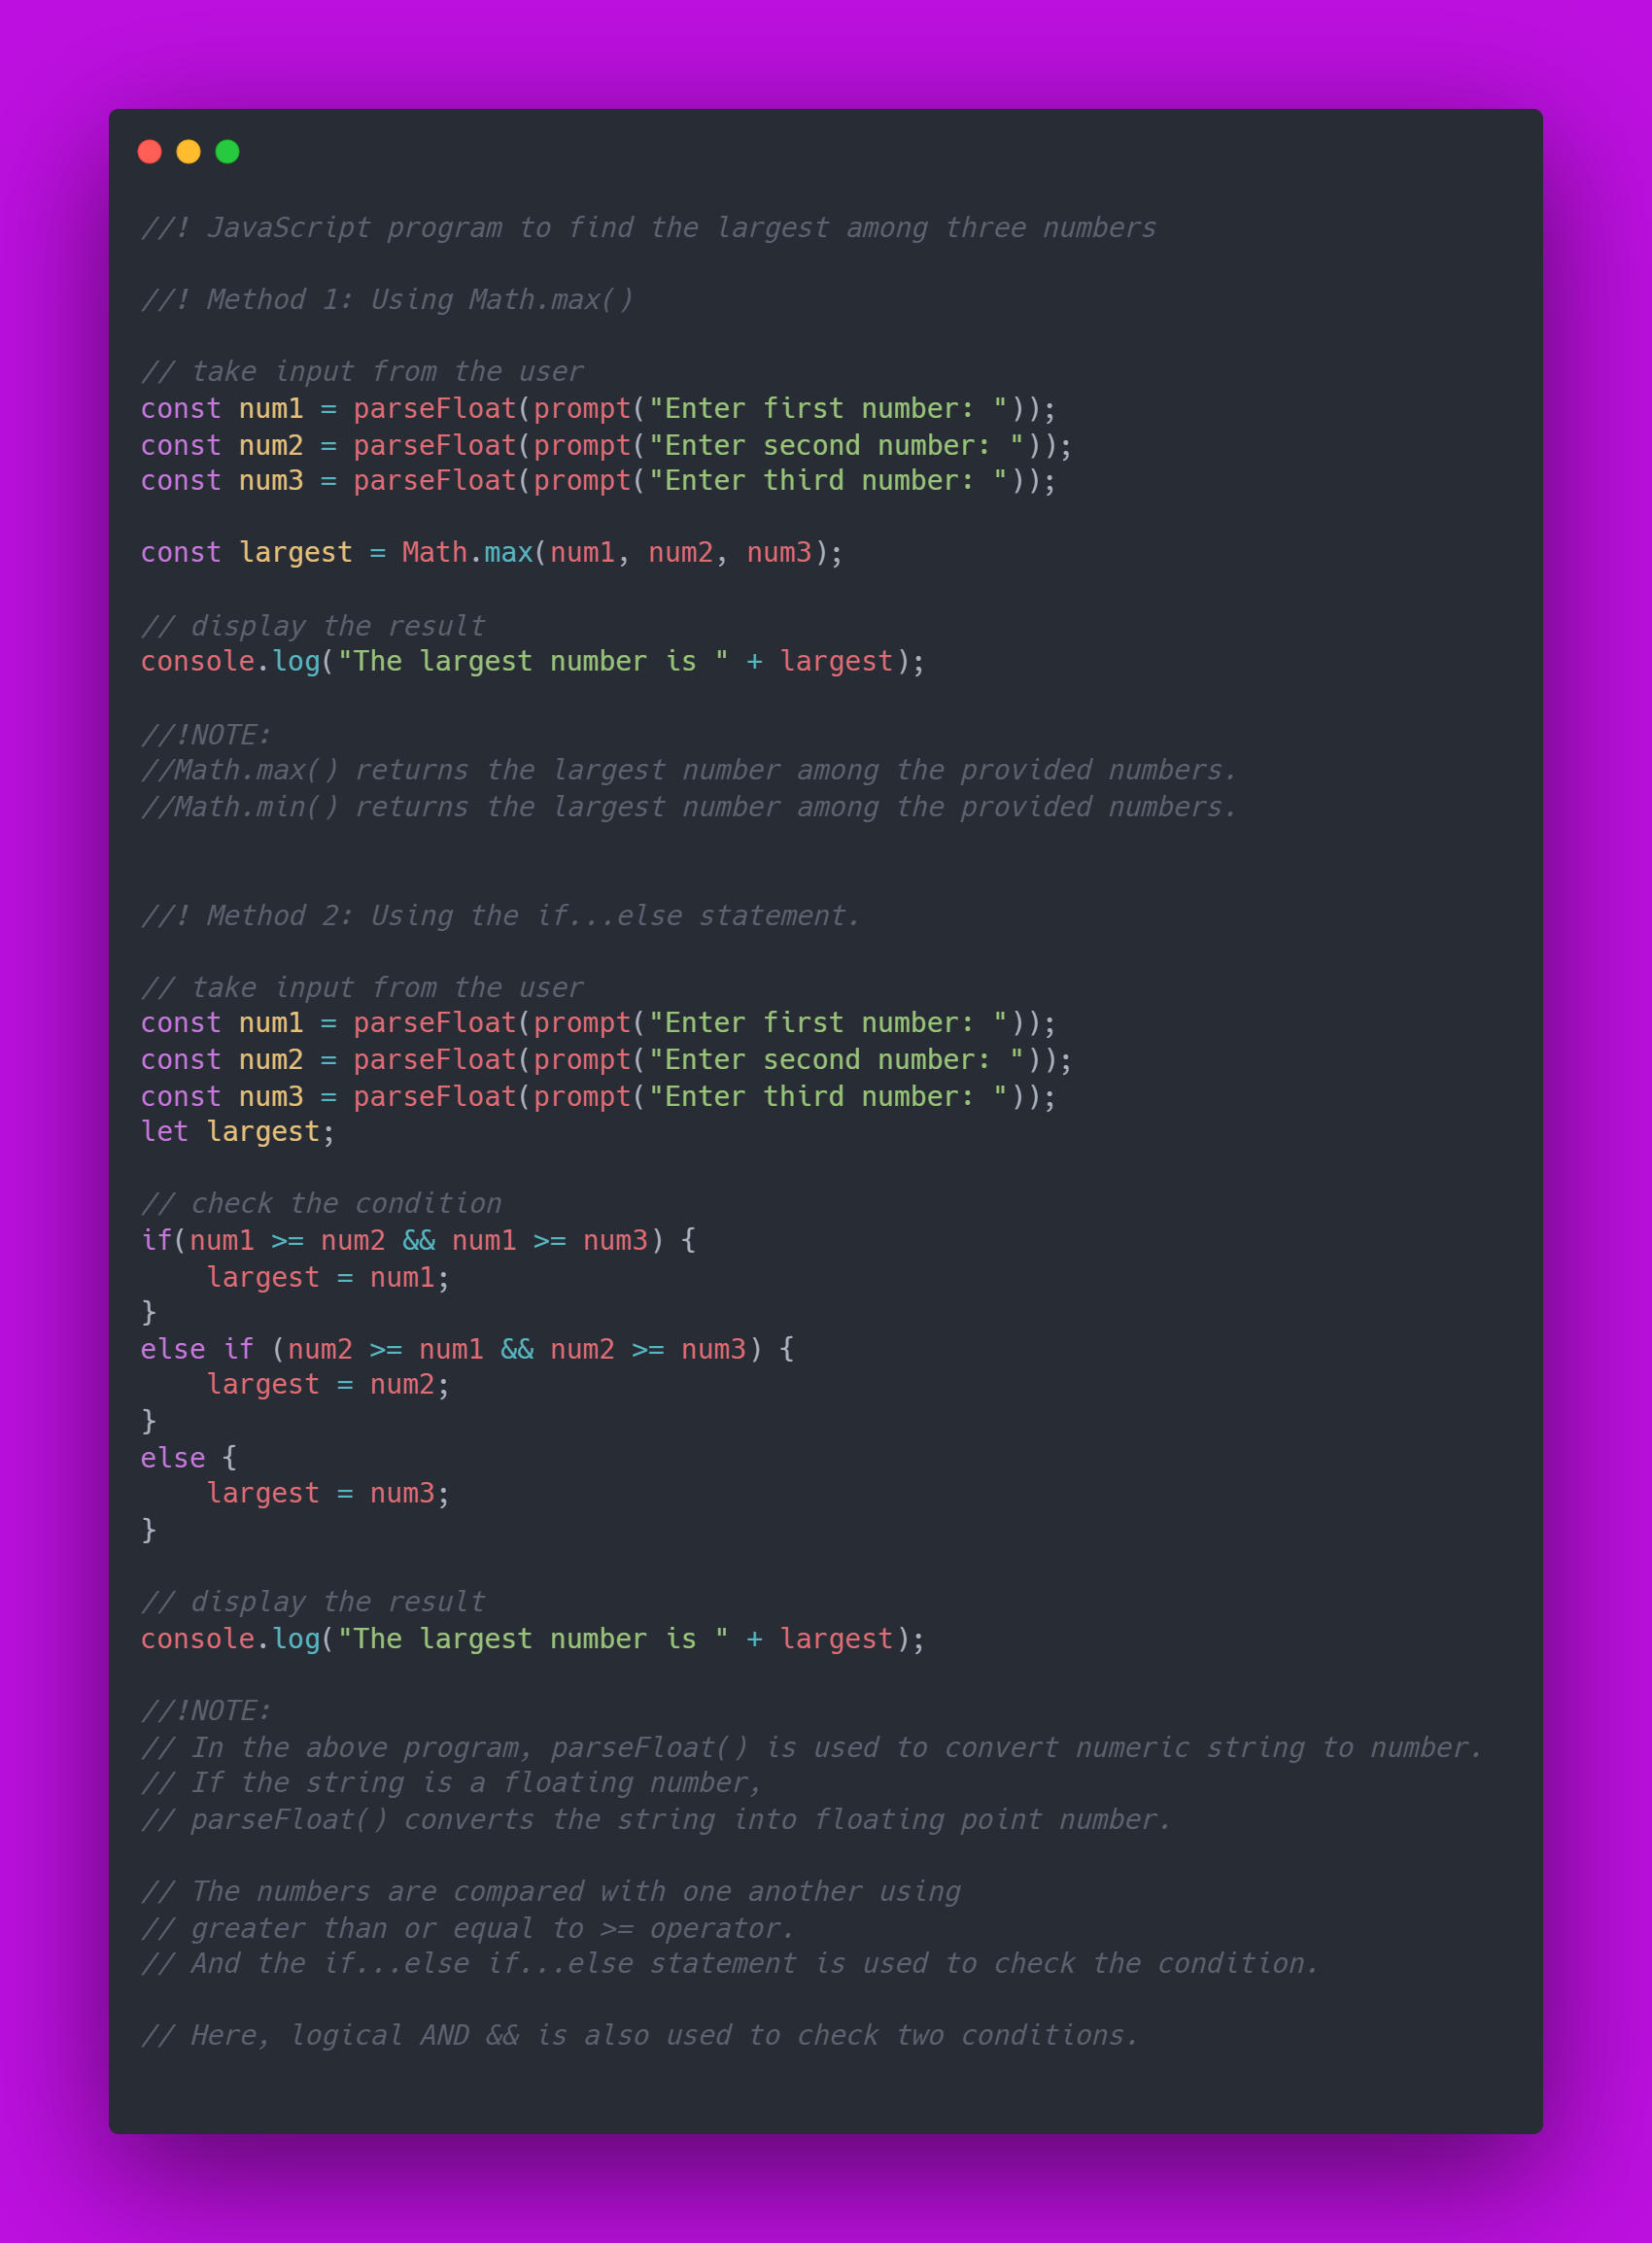 //! JavaScript program to find the largest among three numbers
//! Method 1: Using Math.max()
// take input from the user
const num1 = parseFloat(prompt("Enter first number: "));
const num2 = parseFloat(prompt("Enter second number: "));
const num3 = parseFloat(prompt("Enter third number: "));
const largest = Math.max(num1, num2, num3);
// display the result
console.log("The largest number is " + largest);
//!NOTE:
//Math.max() returns the largest number among the provided numbers.
//Math.min() returns the largest number among the provided numbers.
//! Method 2: Using the if...else statement.
// take input from the user
const num1 = parseFloat(prompt("Enter first number: "));
const num2 = parseFloat(prompt("Enter second number: "));
const num3 = parseFloat(prompt("Enter third number: "));
let largest;
// check the condition
if(num1 >= num2 && num1 >= num3) {
    largest = num1;
}
else if (num2 >= num1 && num2 >= num3) {
    largest = num2;
}
else {
    largest = num3;
}
// display the result
console.log("The largest number is " + largest);
//!NOTE:
// In the above program, parseFloat() is used to convert numeric string to number.
// If the string is a floating number,
// parseFloat() converts the string into floating point number.
// The numbers are compared with one another using
// greater than or equal to >= operator.
// And the if...else if...else statement is used to check the condition.
// Here, logical AND && is also used to check two conditions.